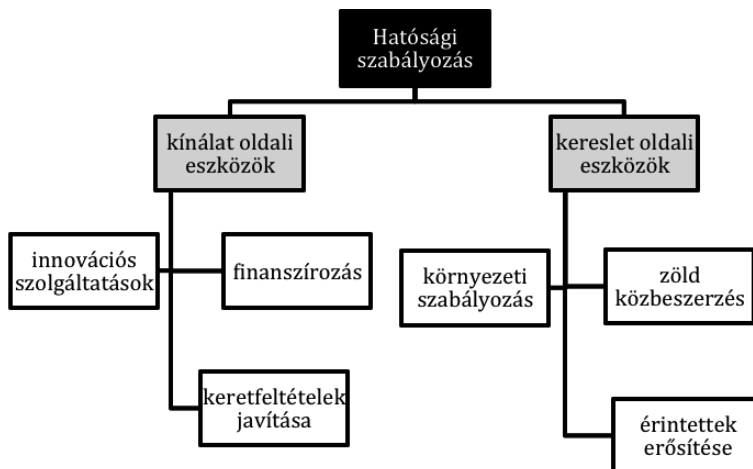 Hatósági
szabályozás
kínálat oldali
eszközök
kereslet oldali
eszközök
innovációs
szolgáltatások
finanszírozás
környezeti
szabályozás
zöld
közbeszerzés
keretfeltételek
javítása
érintettek
erősítése